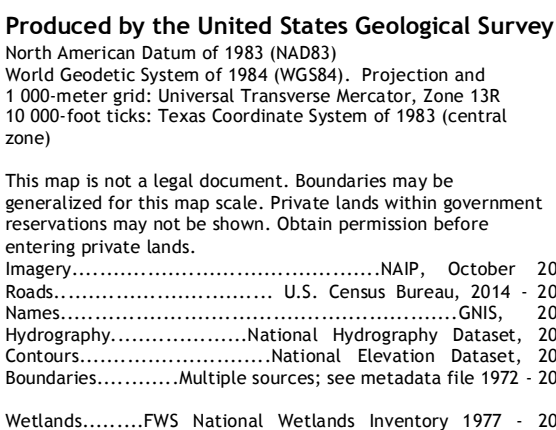 Produced by the United States Geological Survey
North American Datum of 1983 (NAD83)
World Geodetic System of 1984 (WGS84). Projection and
1 000-meter grid: Universal Transverse Mercator, Zone 13R
10 000-foot ticks: Texas Coordinate System of 1983 (central
zone)
This map is not a legal document. Boundaries may be
generalized for this map scale. Private lands within government
reservations may not be shown. Obtain permission before
entering private lands.
Imagery..........................................NAIP, October 20
Roads.............................. U.S. Census Bureau, 2014 - 20
Names......................................................GNIS, 20
Hydrography....................National Hydrography Dataset, 20
Contours............................National Elevation Dataset, 20
Boundaries............Multiple sources; see metadata file 1972 - 20
Wetlands.........FWS National Wetlands Inventory 1977 - 20